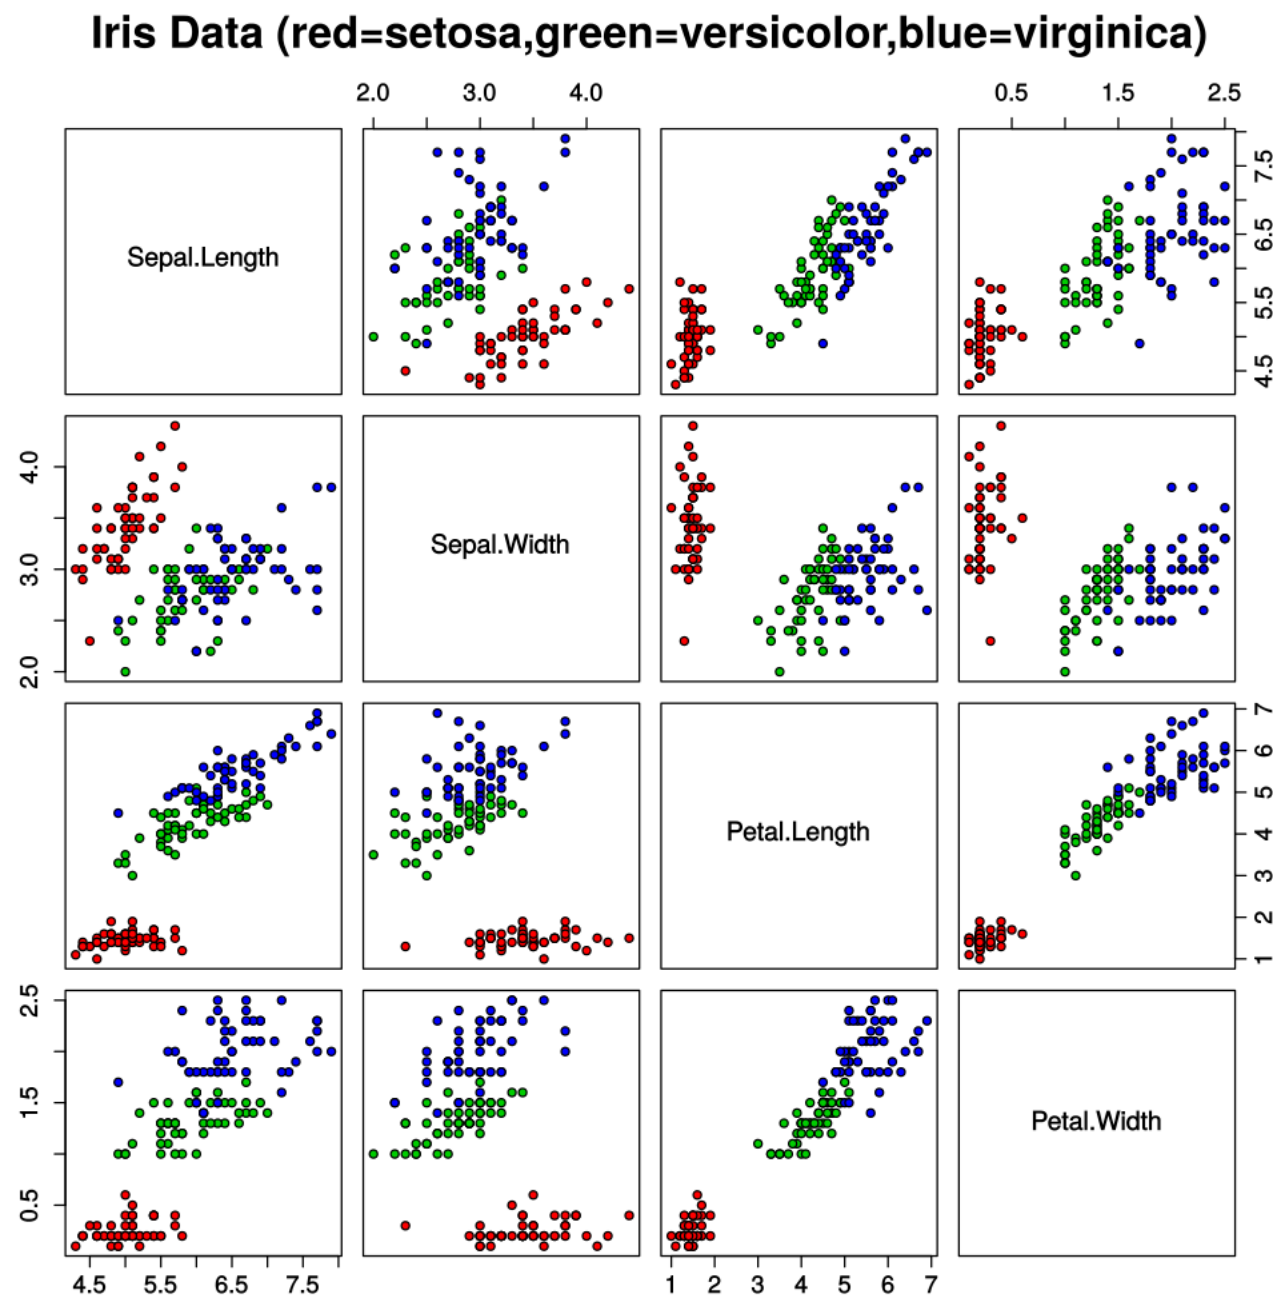 Iris Data (red=setosa,green=versicolor,blue=virginica)
2.0 3.0 4.0 0.5 1.5 2.5
Sepal.Length
4.5 5.5 6.5 7.5
2.0 3.0 4.0
Sepal.Width
Petal.Length
1 2 3 4 5 6 7
0.5 1.5 2.5
Petal.Width
4.5 5.5 6.5 7.5 1 2 3 4 5 6 7